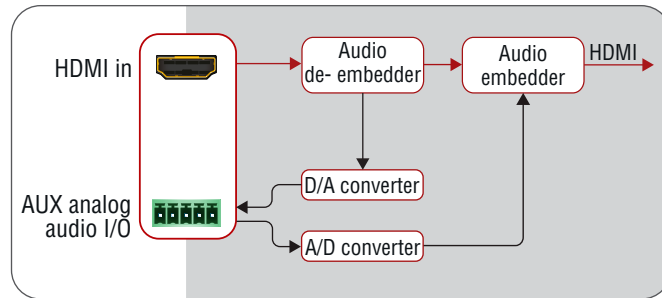 HDMI in
Audio
de- embedder
Audio
embedder
HDMI
D/A converter
AUX analog
audio I/O
A/D converter